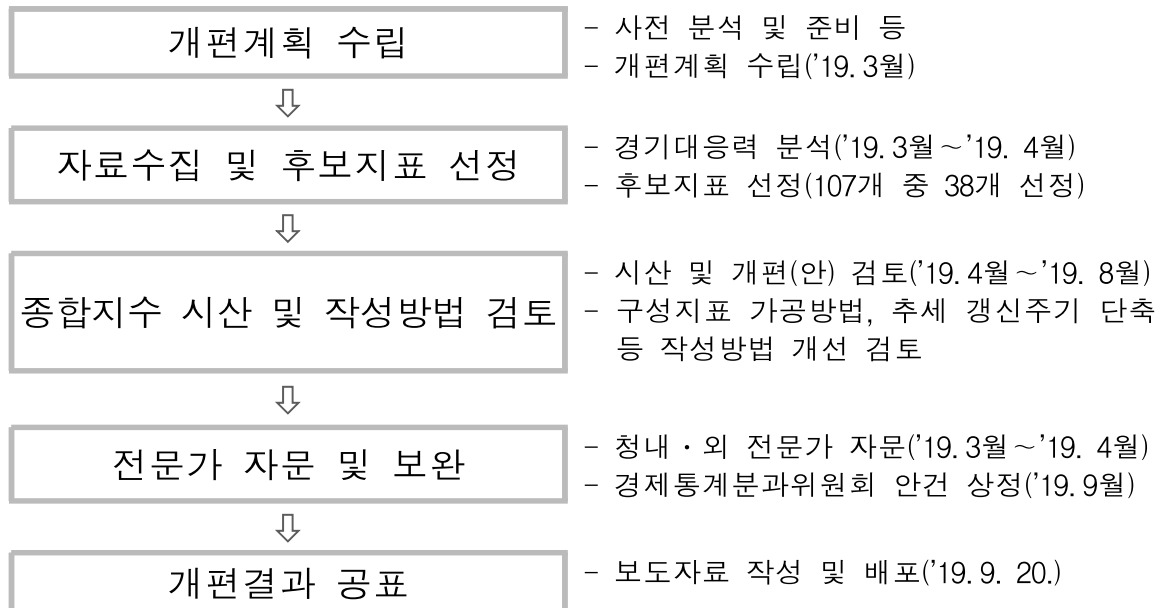 개편계획 수립
- 사전 분석 및 준비 등
- 개편계획 수립('19. 3월)
⇩
자료수집 및 후보지표 선정
- 경기대응력 분석('19. 3월～'19. 4월)
- 후보지표 선정(107개 중 38개 선정)
⇩
종합지수 시산 및 작성방법 검토
- 시산 및 개편(안) 검토('19. 4월～'19. 8월)
- 구성지표 가공방법, 추세 갱신주기 단축
등 작성방법 개선 검토
⇩
전문가 자문 및 보완
- 청내·외 전문가 자문('19. 3월～'19. 4월)
- 경제통계분과위원회 안건 상정('19. 9월)
⇩
개편결과 공표
- 보도자료 작성 및 배포('19. 9. 20.)